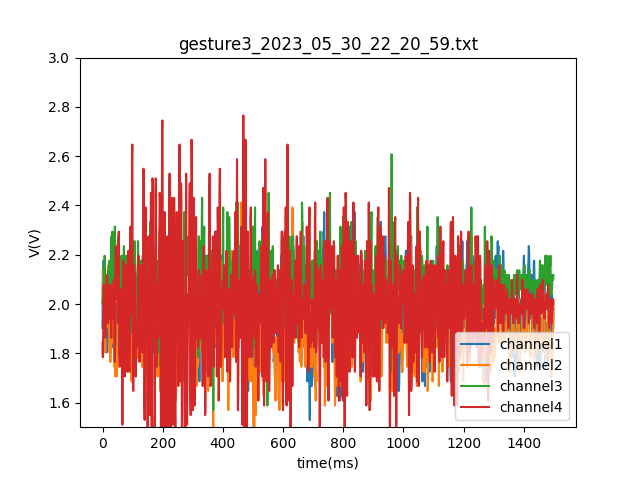 gesture3_2023_05_30_22_20_59.txt
3.0
2.8
2.6
2.4
2.2
2.0
1.8
1.6
V(V)
channel1
channel2
channel3
channel4
0 200 400 600 800 1000 1200 1400
time(ms)